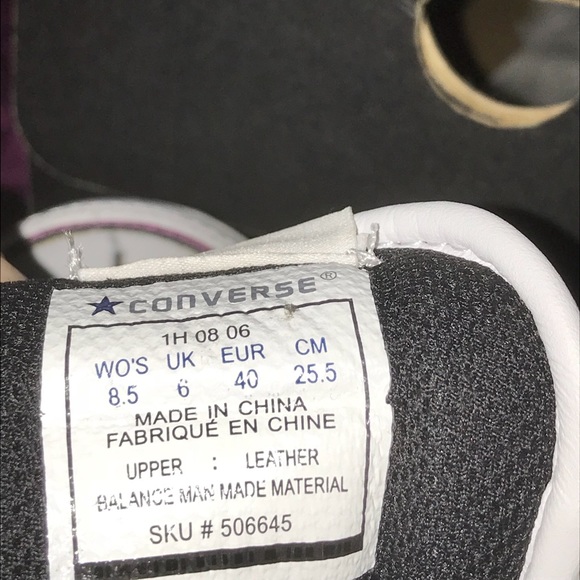 ★CONVERSE®
1H 08 06
WO'S UK EUR CM
8.5 6 40 25.5
MADE IN CHINA
FABRIQUÉ EN CHINE
UPPER : LEATHER
BALANCE MAN MADE MATERIAL
SKU # 506645